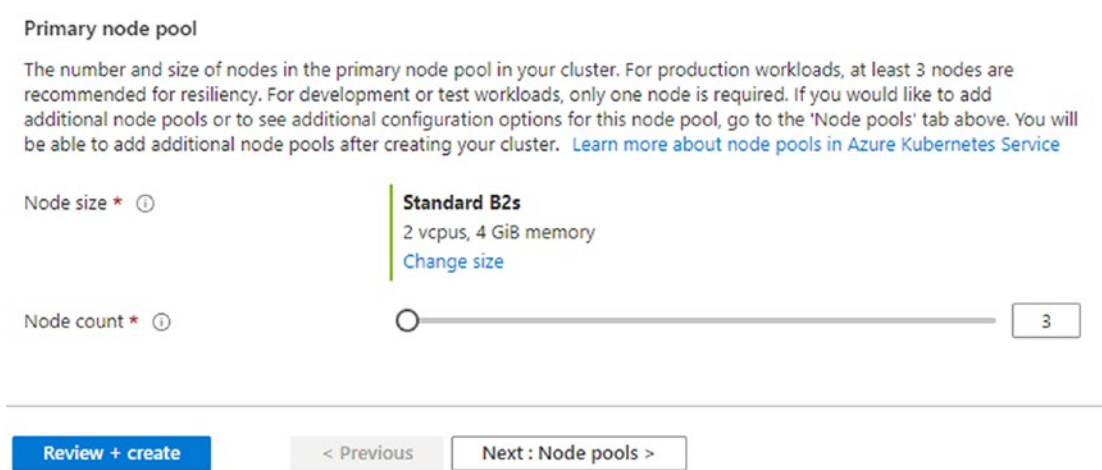 Primary node pool
The number and size of nodes in the primary node pool in your cluster. For production workloads, at least 3 nodes are
recommended for resiliency. For development or test workloads, only one node is required. If you would like to add
additional node pools or to see additional configuration options for this node pool, go to the 'Node pools' tab above. You will
be able to add additional node pools after creating your cluster. Learn more about node pools in Azure Kubernetes Service
Node size *
Standard B2s
2 vcpus, 4 GiB memory
Change size
Node count *
3
Review + create
< Previous
Next : Node pools >